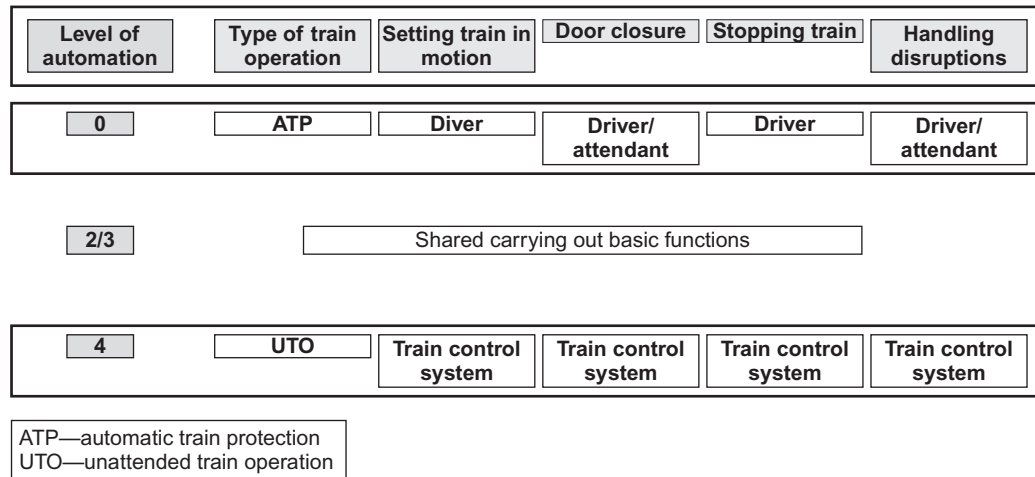 Level of automation
Type of train operation
Setting train in motion
Door closure
Stopping train
Handling disruptions
0
ATP
Diver
Driver/ attendant
Driver
Driver/ attendant
2/3
Shared carrying out basic functions
4
UTO
Train control system
Train control system
Train control system
Train control system
ATP—automatic train protection
UTO—unattended train operation